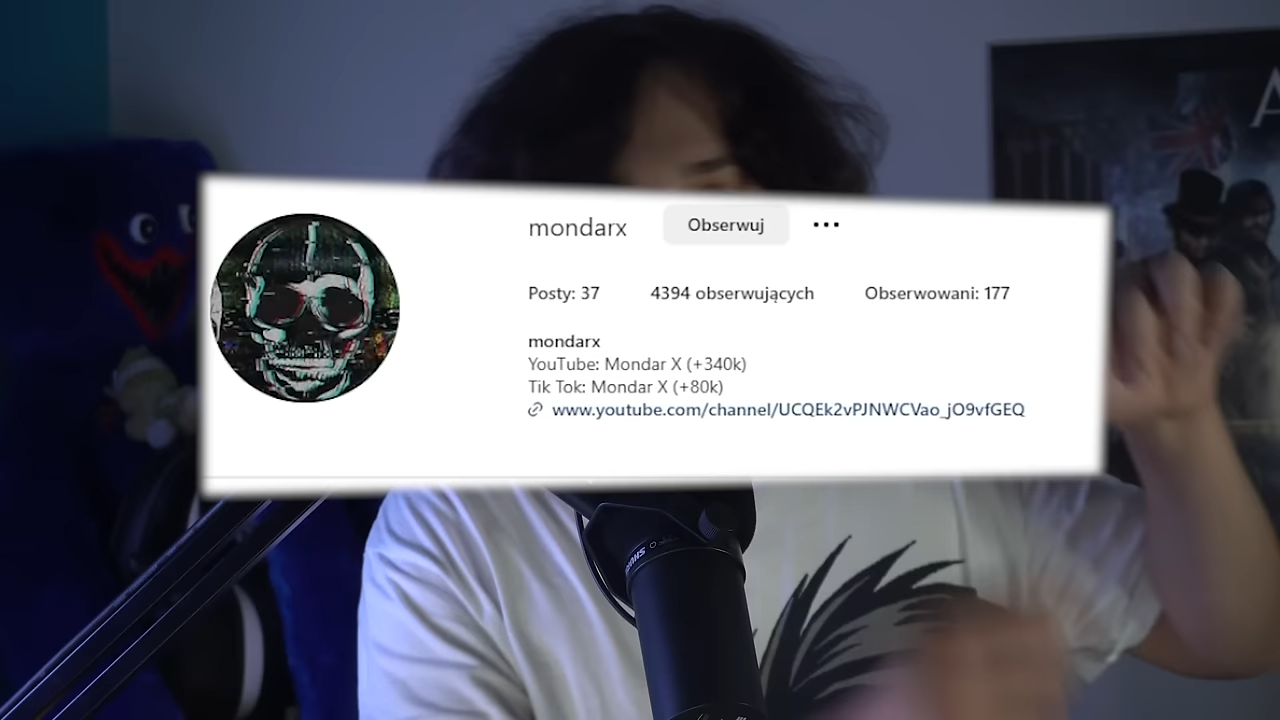 mondarx Obserwuj
Posty: 37 4394 obserwujących Obserwowani: 177
mondarx
YouTube: Mondar X (+340k)
Tik Tok: Mondar X (+80k)
www.youtube.com/channel/UCQEk2vPJNWCVao_jO9vfGEQ
A